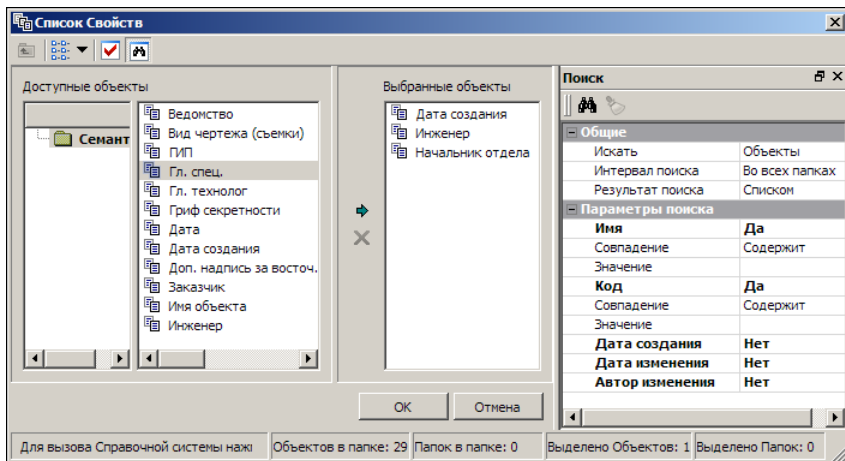 Список Свойств
Доступные объекты
Семант
Ведомство
Вид чертежа (съемки)
ГИП
Гл. спец.
Гл. технолог
Гриф секретности
Дата
Дата создания
Доп. надпись за восточ.
Заказчик
Имя объекта
Инженер
Выбранные объекты
Дата создания
Инженер
Начальник отдела
OK
Отмена
Поиск
Общие
Искать Объекты
Интервал поиска Во всех папках
Результат поиска Списком
Параметры поиска
Имя Да
Совпадение Содержит
Значение
Код Да
Совпадение Содержит
Значение
Дата создания Нет
Дата изменения Нет
Автор изменения Нет
Для вызова Справочной системы нажи Объектов в папке: 29 Папок в папке: 0 Выделено Объектов: 1 Выделено Папок: 0